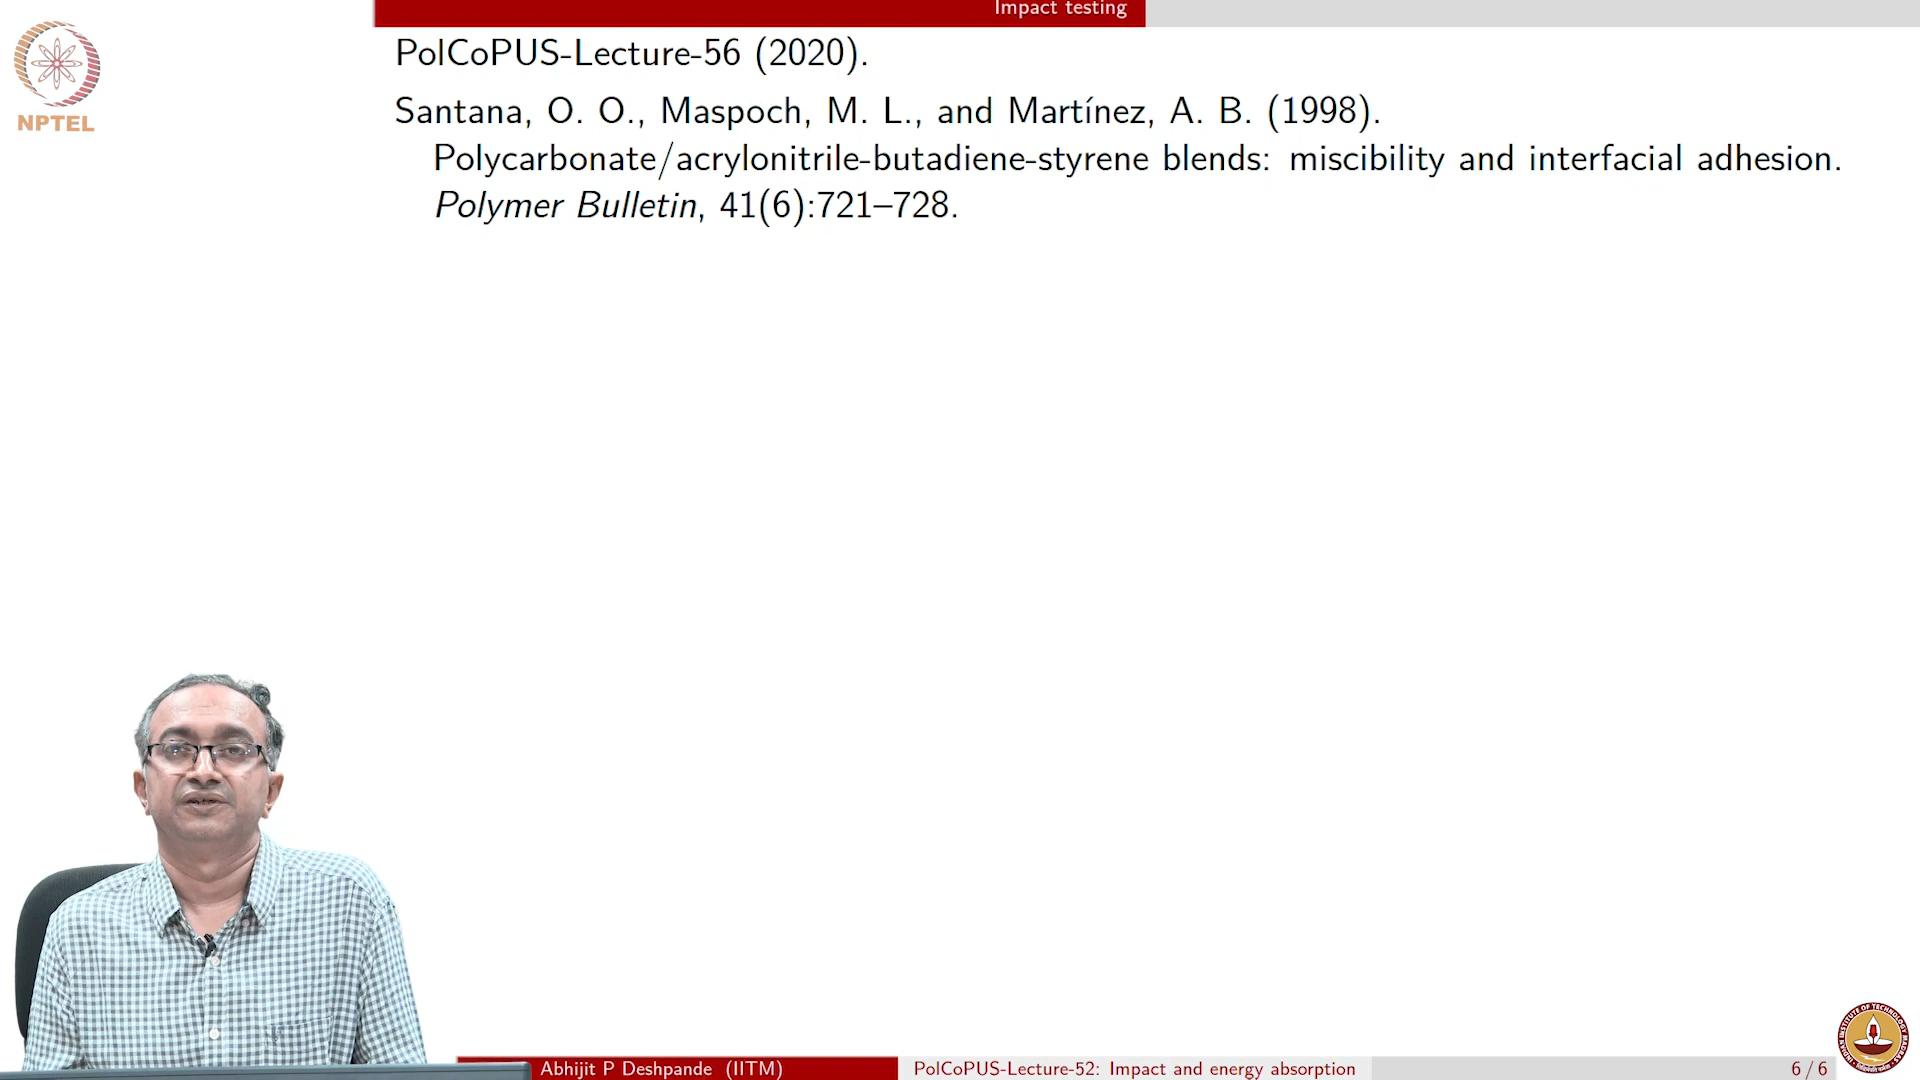 Impact testing
NPTEL
PolCoPUS-Lecture-56 (2020).
Santana, O. O., Maspoch, M. L., and Martínez, A. B. (1998).
Polycarbonate/acrylonitrile-butadiene-styrene blends: miscibility and interfacial adhesion.
Polymer Bulletin, 41(6):721–728.
Abhijit P Deshpande (IITM)
PolCoPUS-Lecture-52: Impact and energy absorption
6 / 6